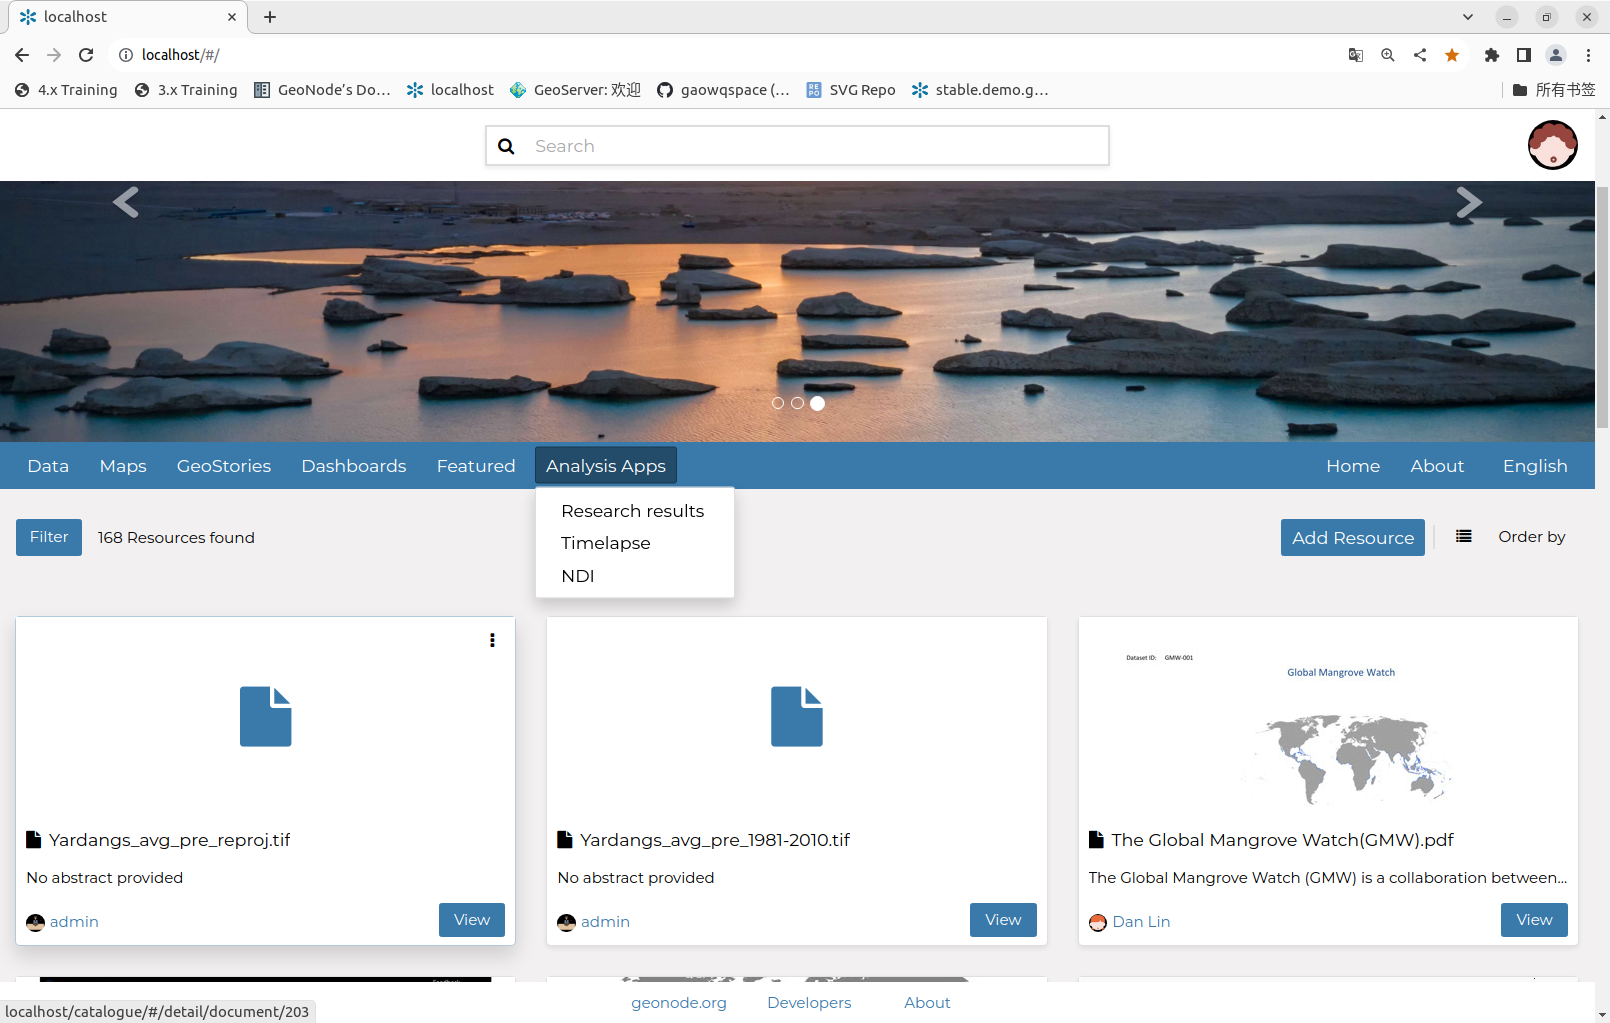 localhost
localhost/#/
4.x Training 3.x Training GeoNode's Do... localhost GeoServer: 欢迎 gaowqspace (... REPO SVG Repo stable.demo.g... 所有书签
Search
Data Maps GeoStories Dashboards Featured Analysis Apps Home About English
Research results
Timelapse
NDI
Filter 168 Resources found Add Resource Order by
Dataset ID: GMW-001
Global Mangrove Watch
Yardangs_avg_pre_reproj.tif Yardangs_avg_pre_1981-2010.tif The Global Mangrove Watch(GMW).pdf
No abstract provided No abstract provided The Global Mangrove Watch (GMW) is a collaboration between...
admin View admin View Dan Lin View
geonode.org Developers About
localhost/catalogue/#/detail/document/203